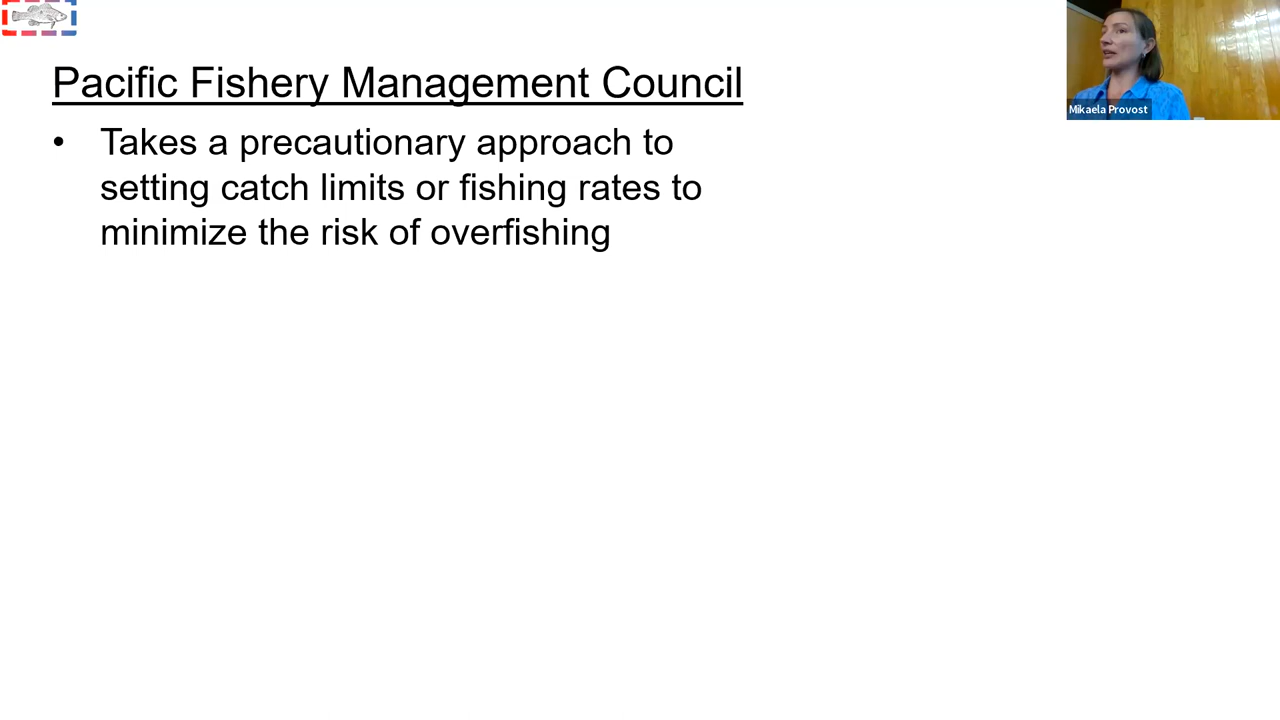 Pacific Fishery Management Council
• Takes a precautionary approach to
setting catch limits or fishing rates to
minimize the risk of overfishing
Mikaela Provost